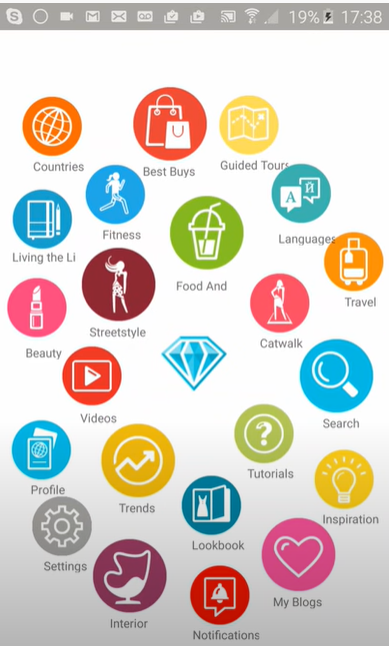 19% 17:38
Countries
Best Buys
Guided Tours
Fitness
Living the Li
Languages
Food And
Travel
Streetstyle
Catwalk
Beauty
Videos
Search
Tutorials
Profile
Trends
Inspiration
Lookbook
Settings
My Blogs
Interior
Notifications